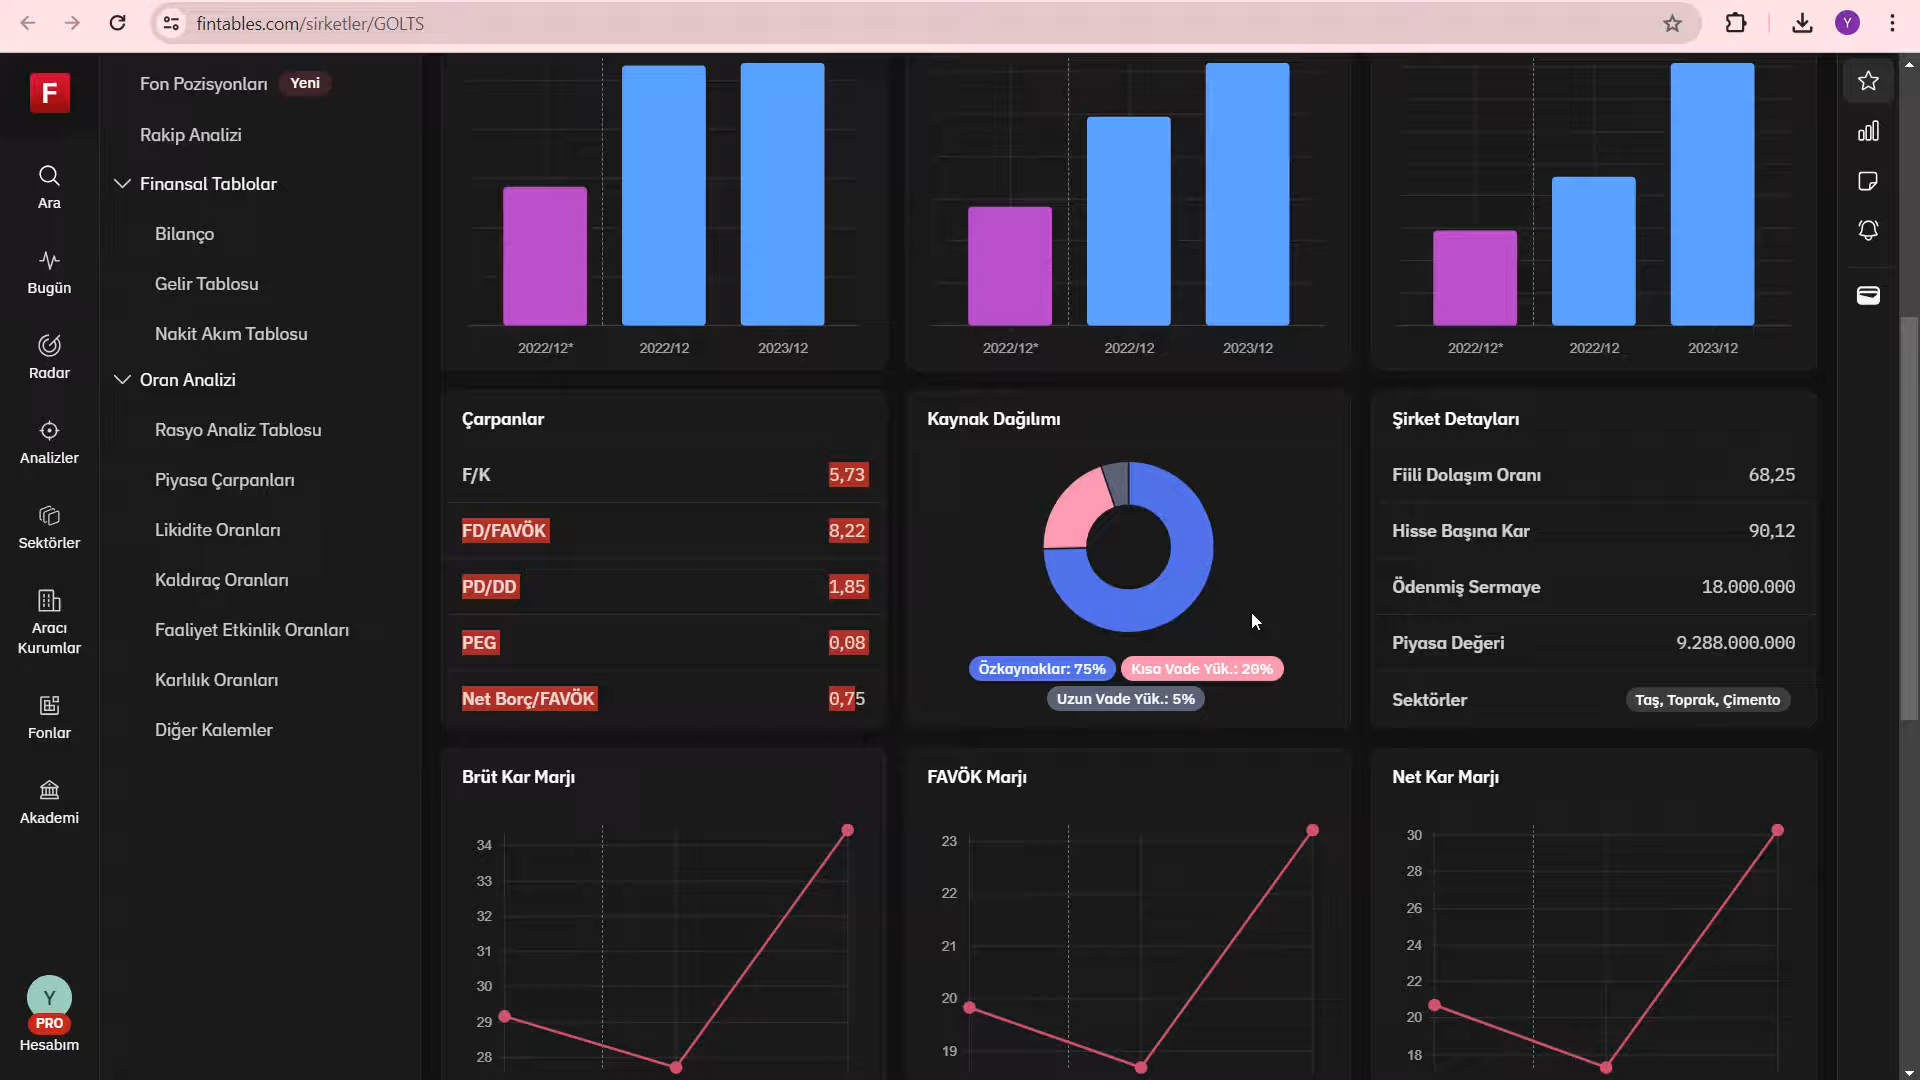 fintables.com/sirketler/GOLTS
Y
F
Ara
Bugün
Radar
Analizler
Sektörler
Aracı
Kurumlar
Fonlar
Akademi
Y
PRO
Hesabım
Fon Pozisyonları Yeni
Rakip Analizi
Finansal Tablolar
Bilanço
Gelir Tablosu
Nakit Akım Tablosu
Oran Analizi
Rasyo Analiz Tablosu
Piyasa Çarpanları
Likidite Oranları
Kaldıraç Oranları
Faaliyet Etkinlik Oranları
Karlılık Oranları
Diğer Kalemler
2022/12* 2022/12 2023/12
2022/12* 2022/12 2023/12
2022/12* 2022/12 2023/12
Çarpanlar
F/K 5,73
FD/FAVÖK 8,22
PD/DD 1,85
PEG 0,08
Net Borç/FAVÖK 0,75
Kaynak Dağılımı
Özkaynaklar: 75% Kısa Vade Yük.: 20%
Uzun Vade Yük.: 5%
Şirket Detayları
Fiili Dolaşım Oranı 68,25
Hisse Başına Kar 90,12
Ödenmiş Sermaye 18.000.000
Piyasa Değeri 9.288.000.000
Sektörler Taş, Toprak, Çimento
Brüt Kar Marjı
34
33
32
31
30
29
28
FAVÖK Marjı
23
22
21
20
19
Net Kar Marjı
30
28
26
24
22
20
18